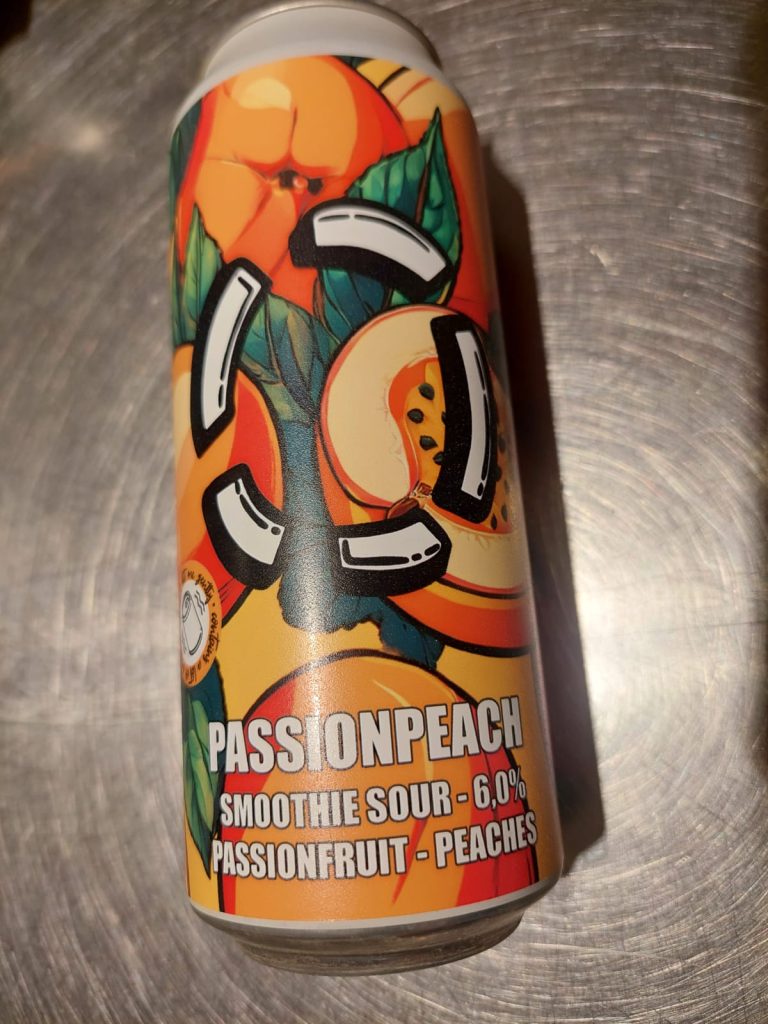 PASSIONPEACH
SMOOTHIE SOUR - 6,0%
PASSIONFRUIT - PEACHES